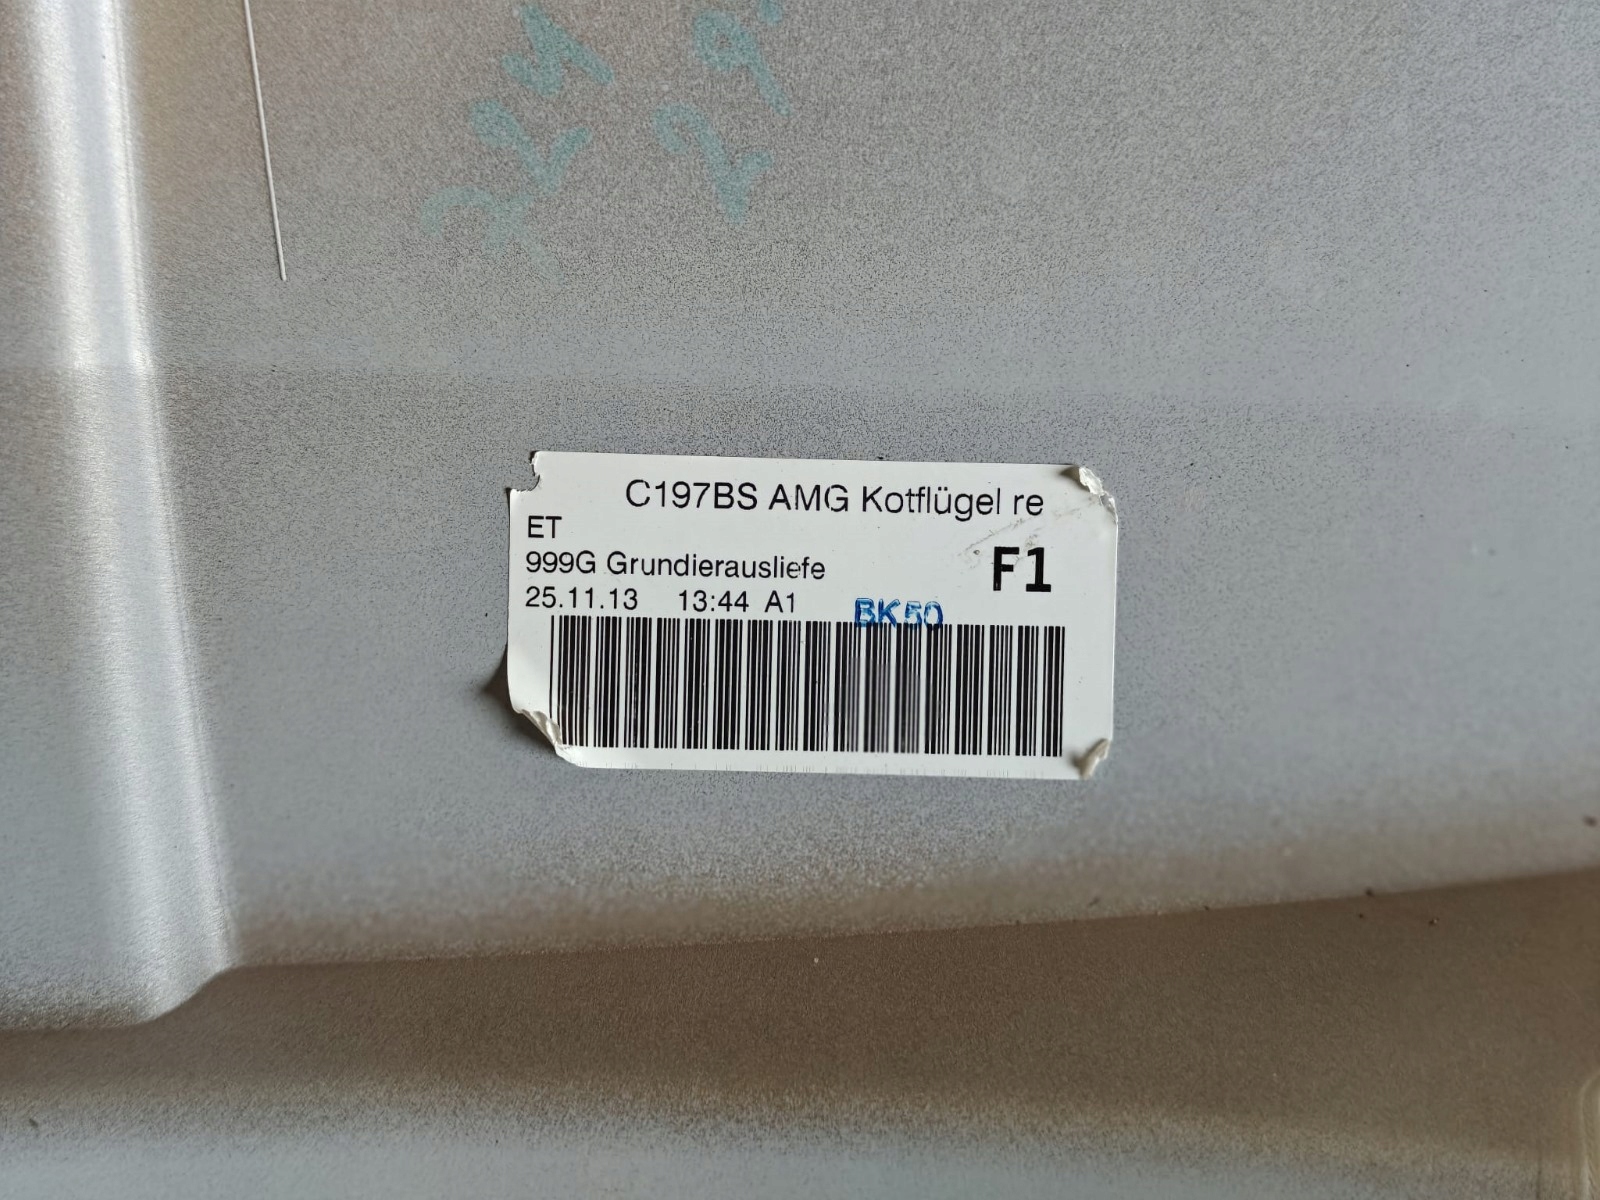 C197BS AMG Kotflügel re
ET
999G Grundierausliefe
F1
25.11.13 13:44 A1
BK50